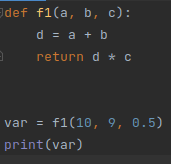 def f1(a, b, c):
    d = a + b
    return d * c
var = f1(10, 9, 0.5)
print(var)